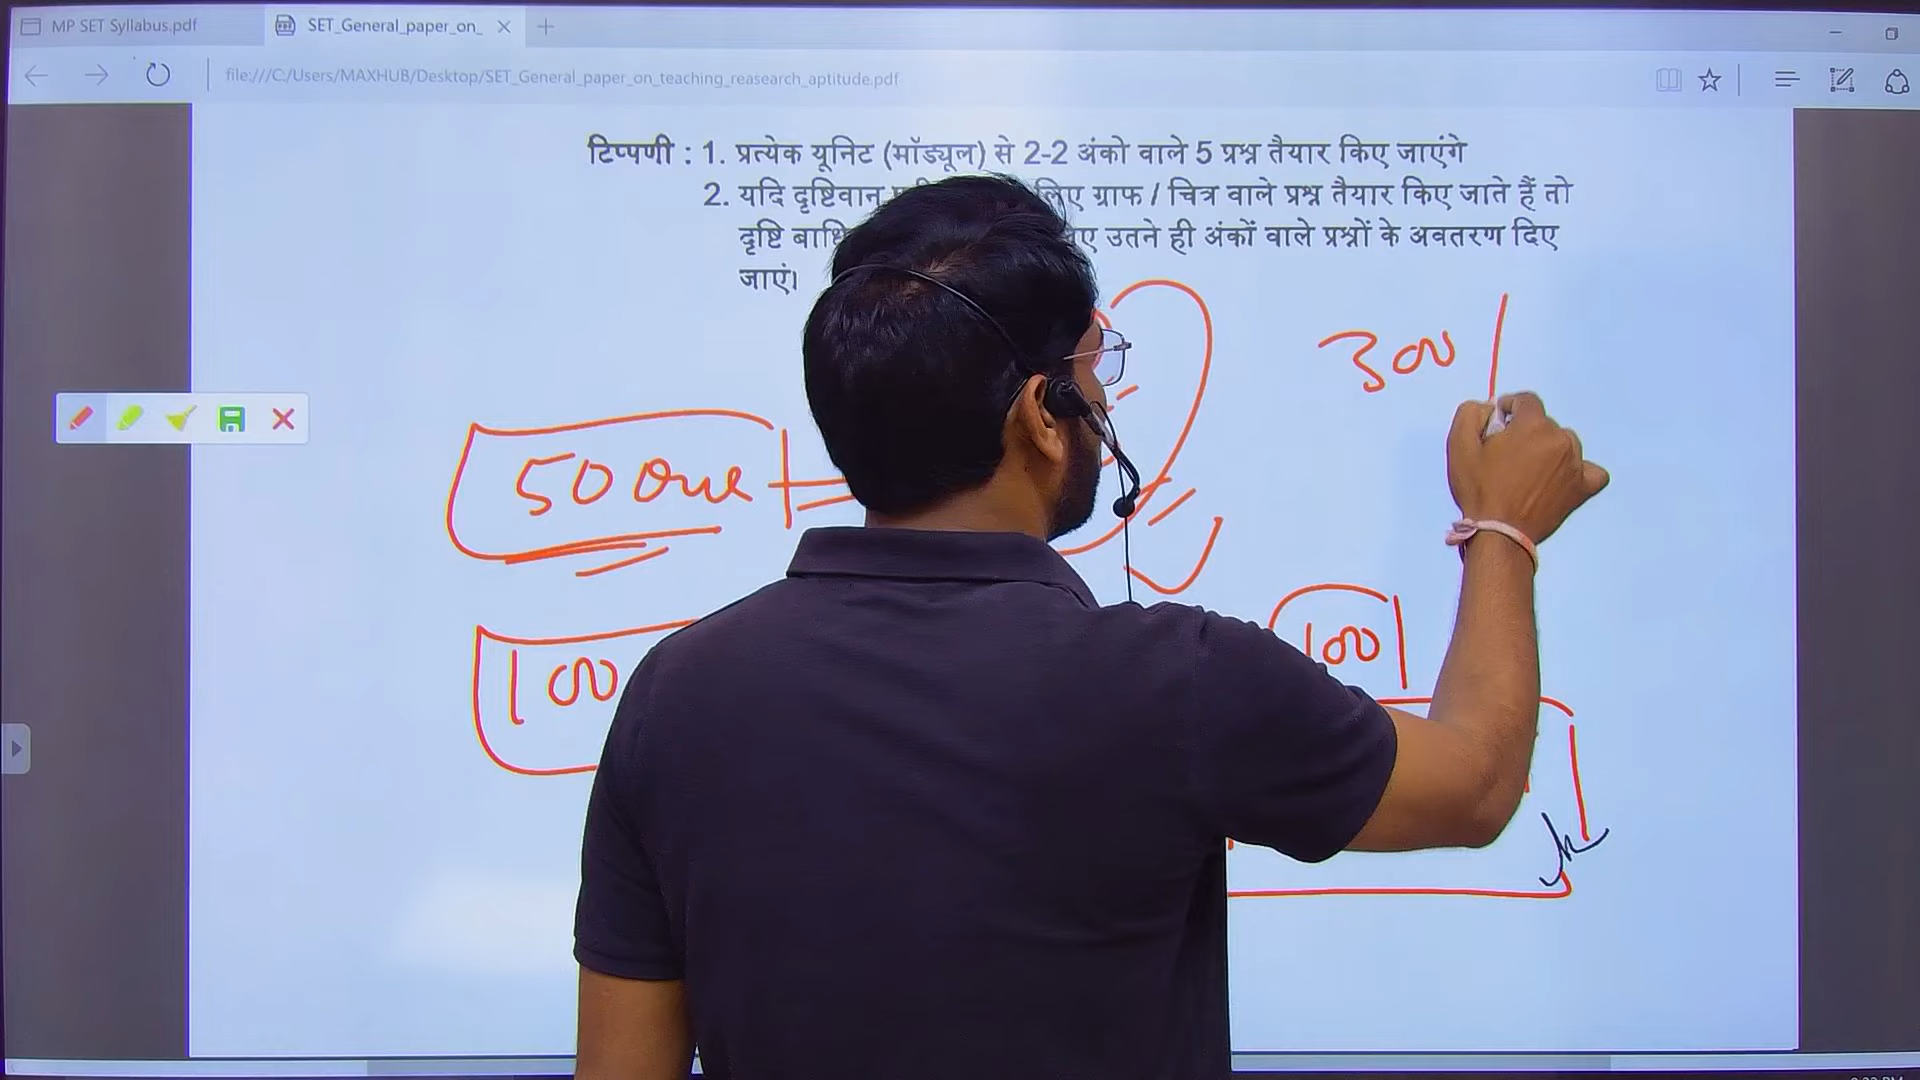 MP SET Syllabus.pdf
SET_General_paper_on_
file:///C:/Users/MAXHUB/Desktop/SET_General_paper_on_teaching_reasearch_aptitude.pdf
टिप्पणी : 1. प्रत्येक यूनिट (मॉड्यूल) से 2-2 अंको वाले 5 प्रश्न तैयार किए जाएंगे
2. यदि दृष्टिवान लिए ग्राफ / चित्र वाले प्रश्न तैयार किए जाते हैं तो
दृष्टि उतने ही अंकों वाले प्रश्नों के अवतरण दिए
जाएं।
300
50 Que
100
100